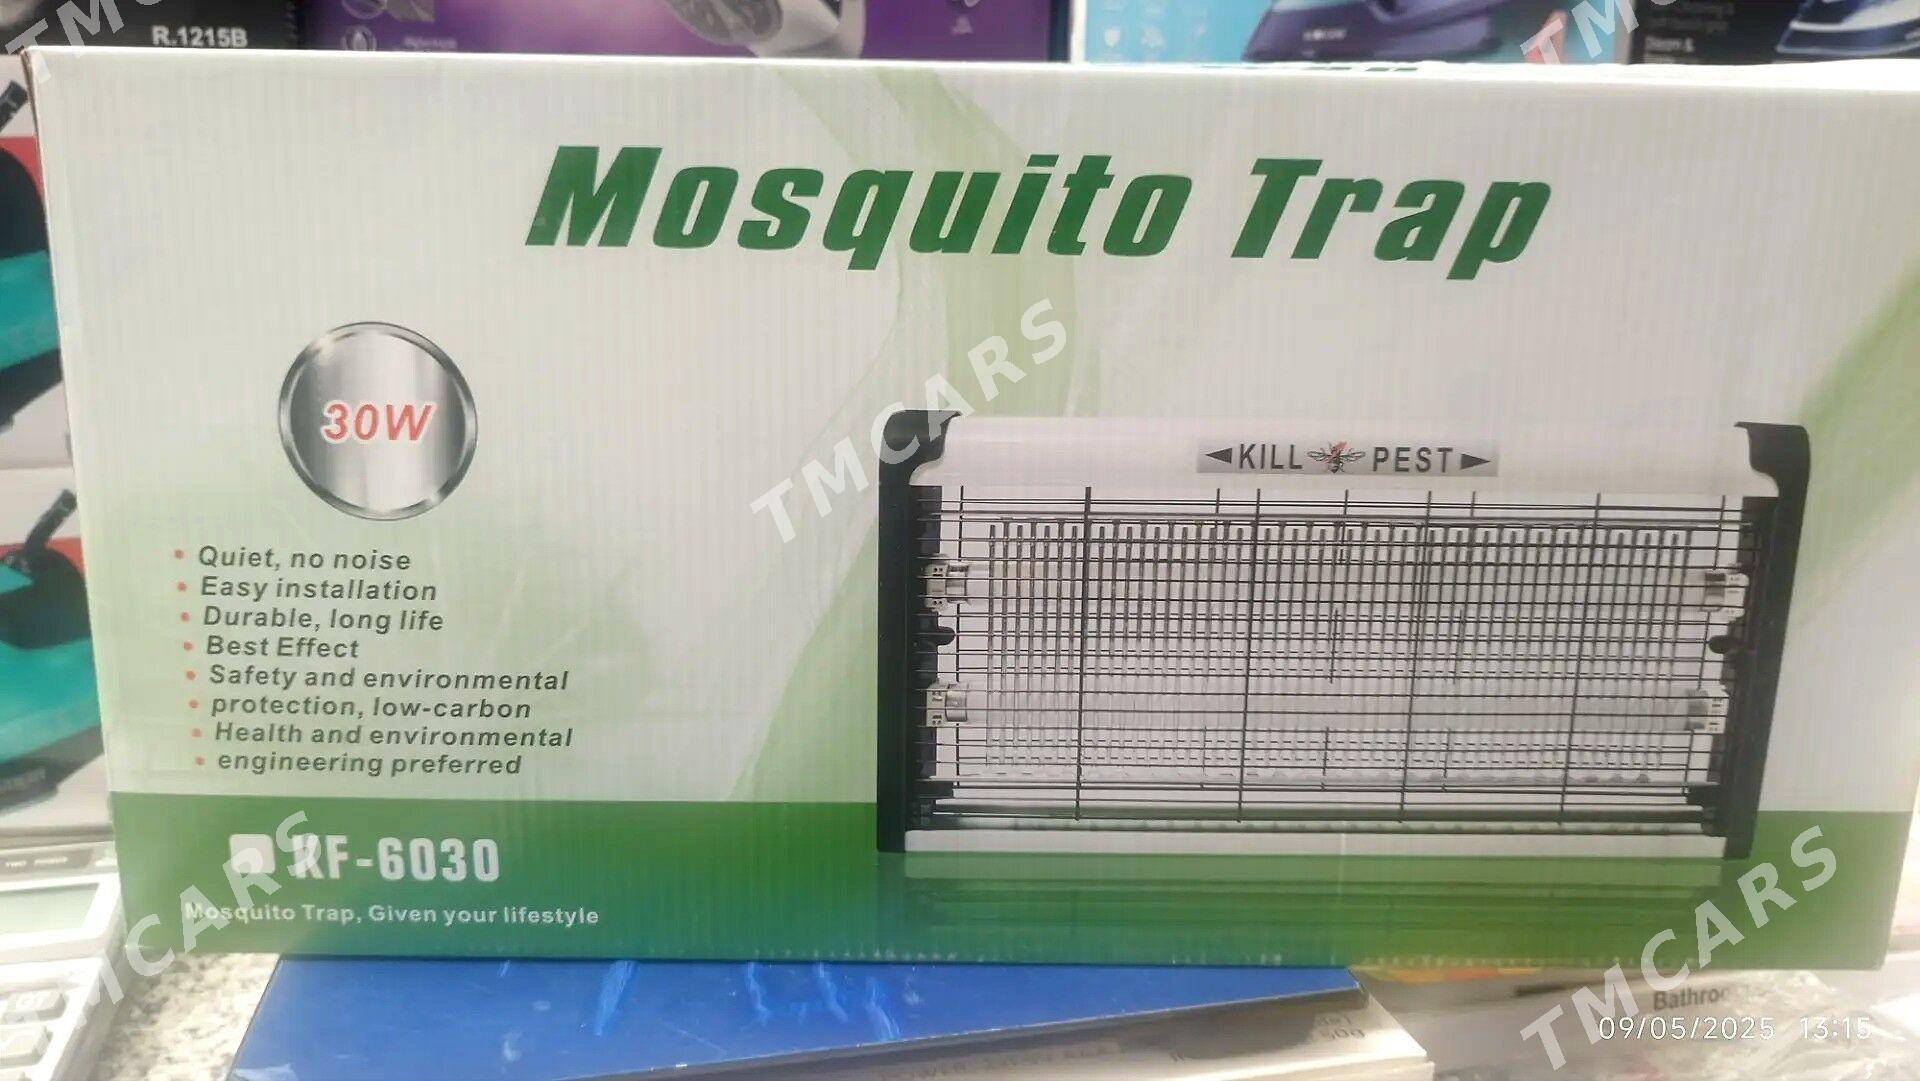 R.1215B
Mosquito Trap
30W
KILL PEST
• Quiet, no noise
• Easy installation
• Durable, long life
• Best Effect
• Safety and environmental
• protection, low-carbon
• Health and environmental
• engineering preferred
KF-6030
Mosquito Trap, Given your lifestyle
TMCARS
TMCARS
TMCARS
GT
Bathroo
09/05/2025 13:15